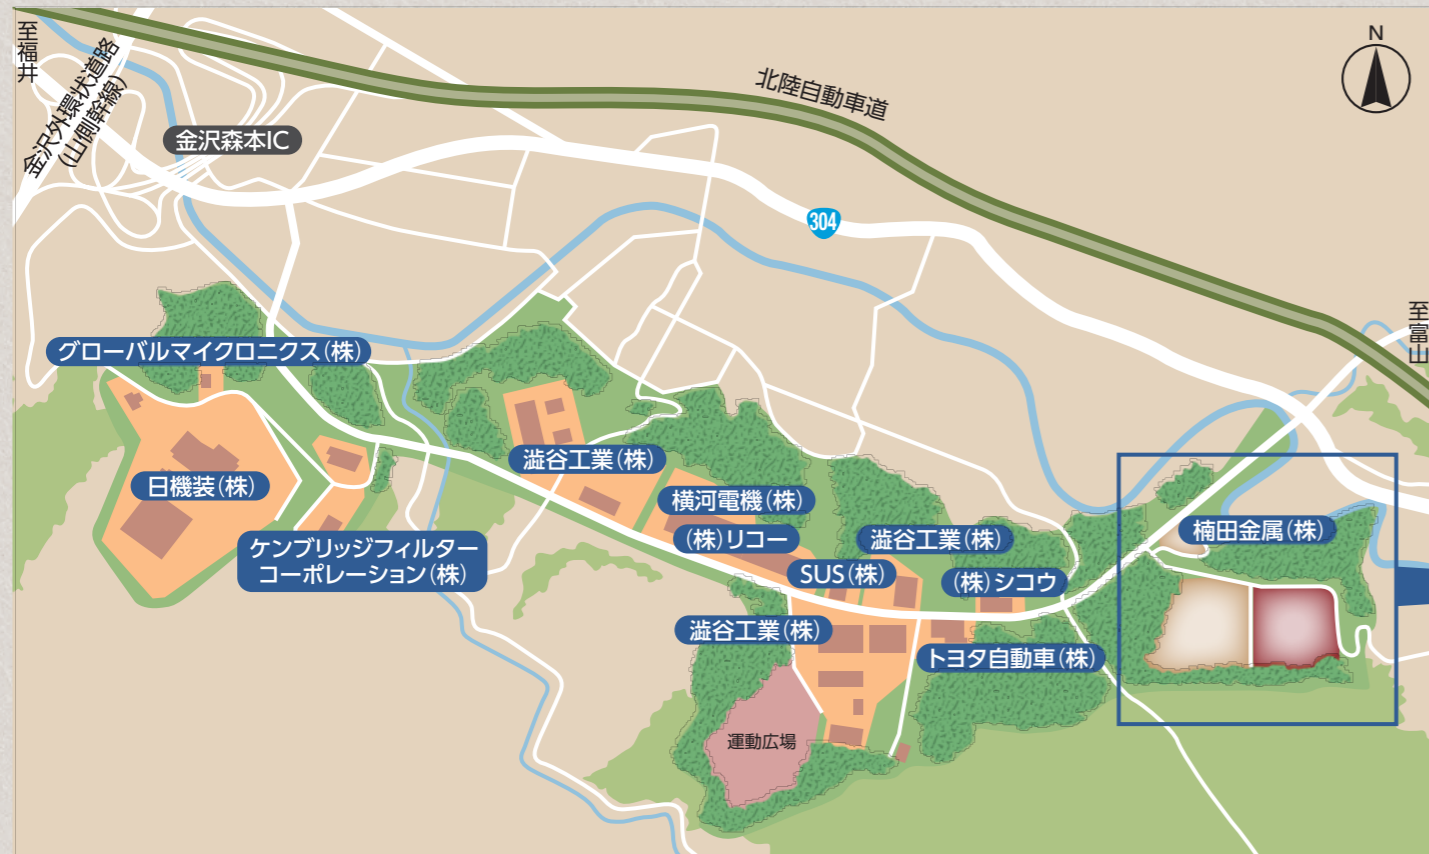 至福井
金沢外環状道路
(山側幹線)
金沢森本IC
北陸自動車道
N
304
至富山
グローバルマイクロニクス(株)
日機装(株)
ケンブリッジフィルター
コーポレーション(株)
澁谷工業(株)
横河電機(株)
(株)リコー
SUS(株)
澁谷工業(株)
(株)シコウ
楠田金属(株)
澁谷工業(株)
トヨタ自動車(株)
運動広場